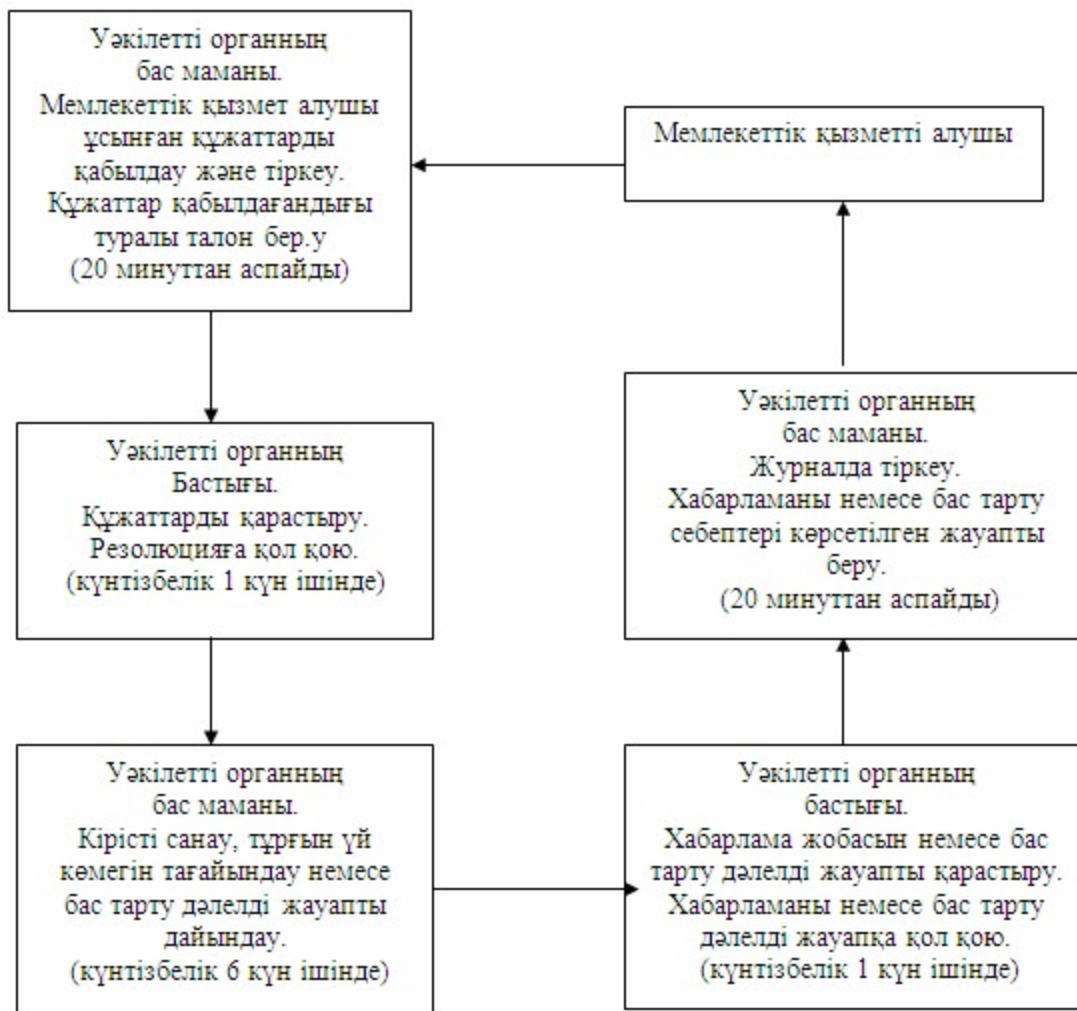 Уәкілетті органның
бас маманы.
Мемлекеттік қызмет алушы
ұсынған құжаттарды
қабылдау және тіркеу.
Құжаттар қабылдағандығы
туралы талон бер.у
(20 минуттан аспайды)
Мемлекеттік қызметті алушы
Уәкілетті органның
Бастығы.
Құжаттарды қарастыру.
Резолюцияға қол қою.
(күнтізбелік 1 күн ішінде)
Уәкілетті органның
бас маманы.
Журналда тіркеу.
Хабарламаны немесе бас тарту
себептері көрсетілген жауапты
беру.
(20 минуттан аспайды)
Уәкілетті органның
бас маманы.
Кірісті санау, тұрғын үй
көмегін тағайындау немесе
бас тарту дәлелді жауапты
дайындау.
(күнтізбелік 6 күн ішінде)
Уәкілетті органның
бастығы.
Хабарлама жобасын немесе бас
тарту дәлелді жауапты қарастыру.
Хабарламаны немесе бас тарту
дәлелді жауапқа қол қою.
(күнтізбелік 1 күн ішінде)